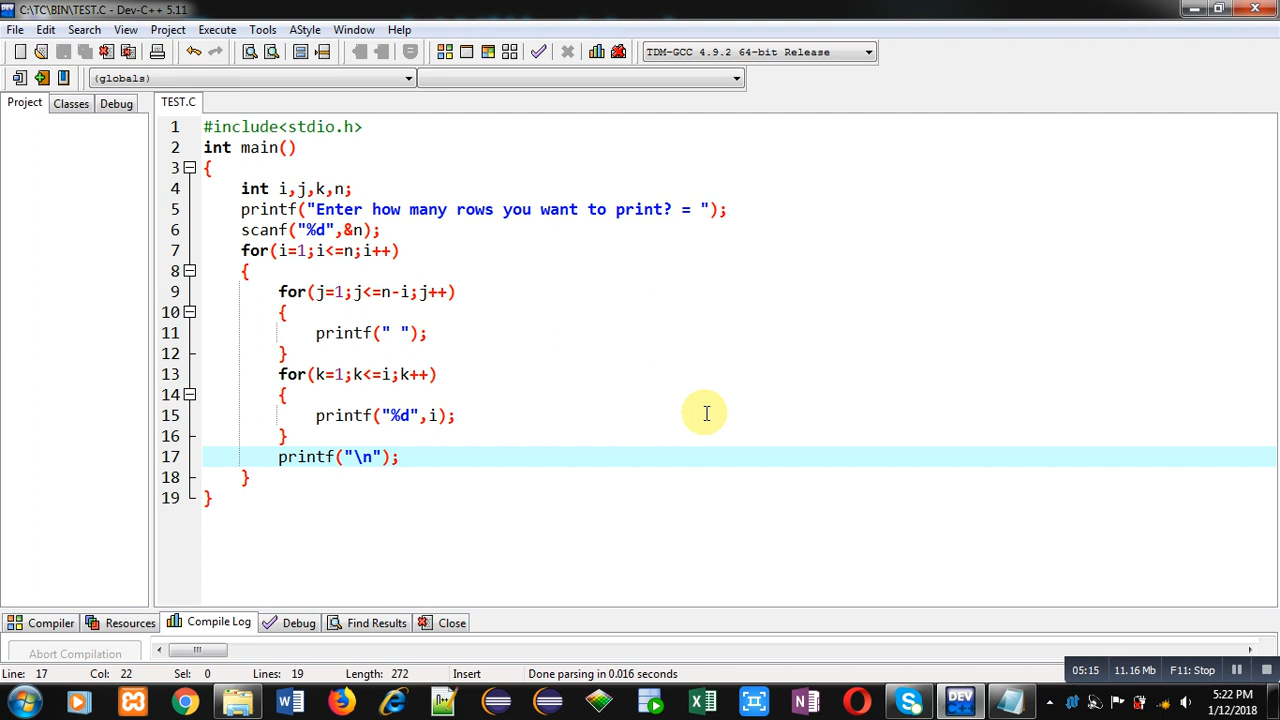 C:\TC\BIN\TEST.C - Dev-C++ 5.11
File Edit Search View Project Execute Tools AStyle Window Help
TDM-GCC 4.9.2 64-bit Release
(globals)
Project Classes Debug TEST.C
1 #include<stdio.h>
2 int main()
3 {
4 int i,j,k,n;
5 printf("Enter how many rows you want to print? = ");
6 scanf("%d",&n);
7 for(i=1;i<=n;i++)
8 {
9 for(j=1;j<=n-i;j++)
10 {
11 printf(" ");
12 }
13 for(k=1;k<=i;k++)
14 {
15 printf("%d",i);
16 }
17 printf("\n");
18 }
19 }
Compiler Resources Compile Log Debug Find Results Close
Abort Compilation
Line: 17 Col: 22 Sel: 0 Lines: 19 Length: 272 Insert Done parsing in 0.016 seconds
05:15 11.16 Mb F11: Stop
DEV
5:22 PM
1/12/2018